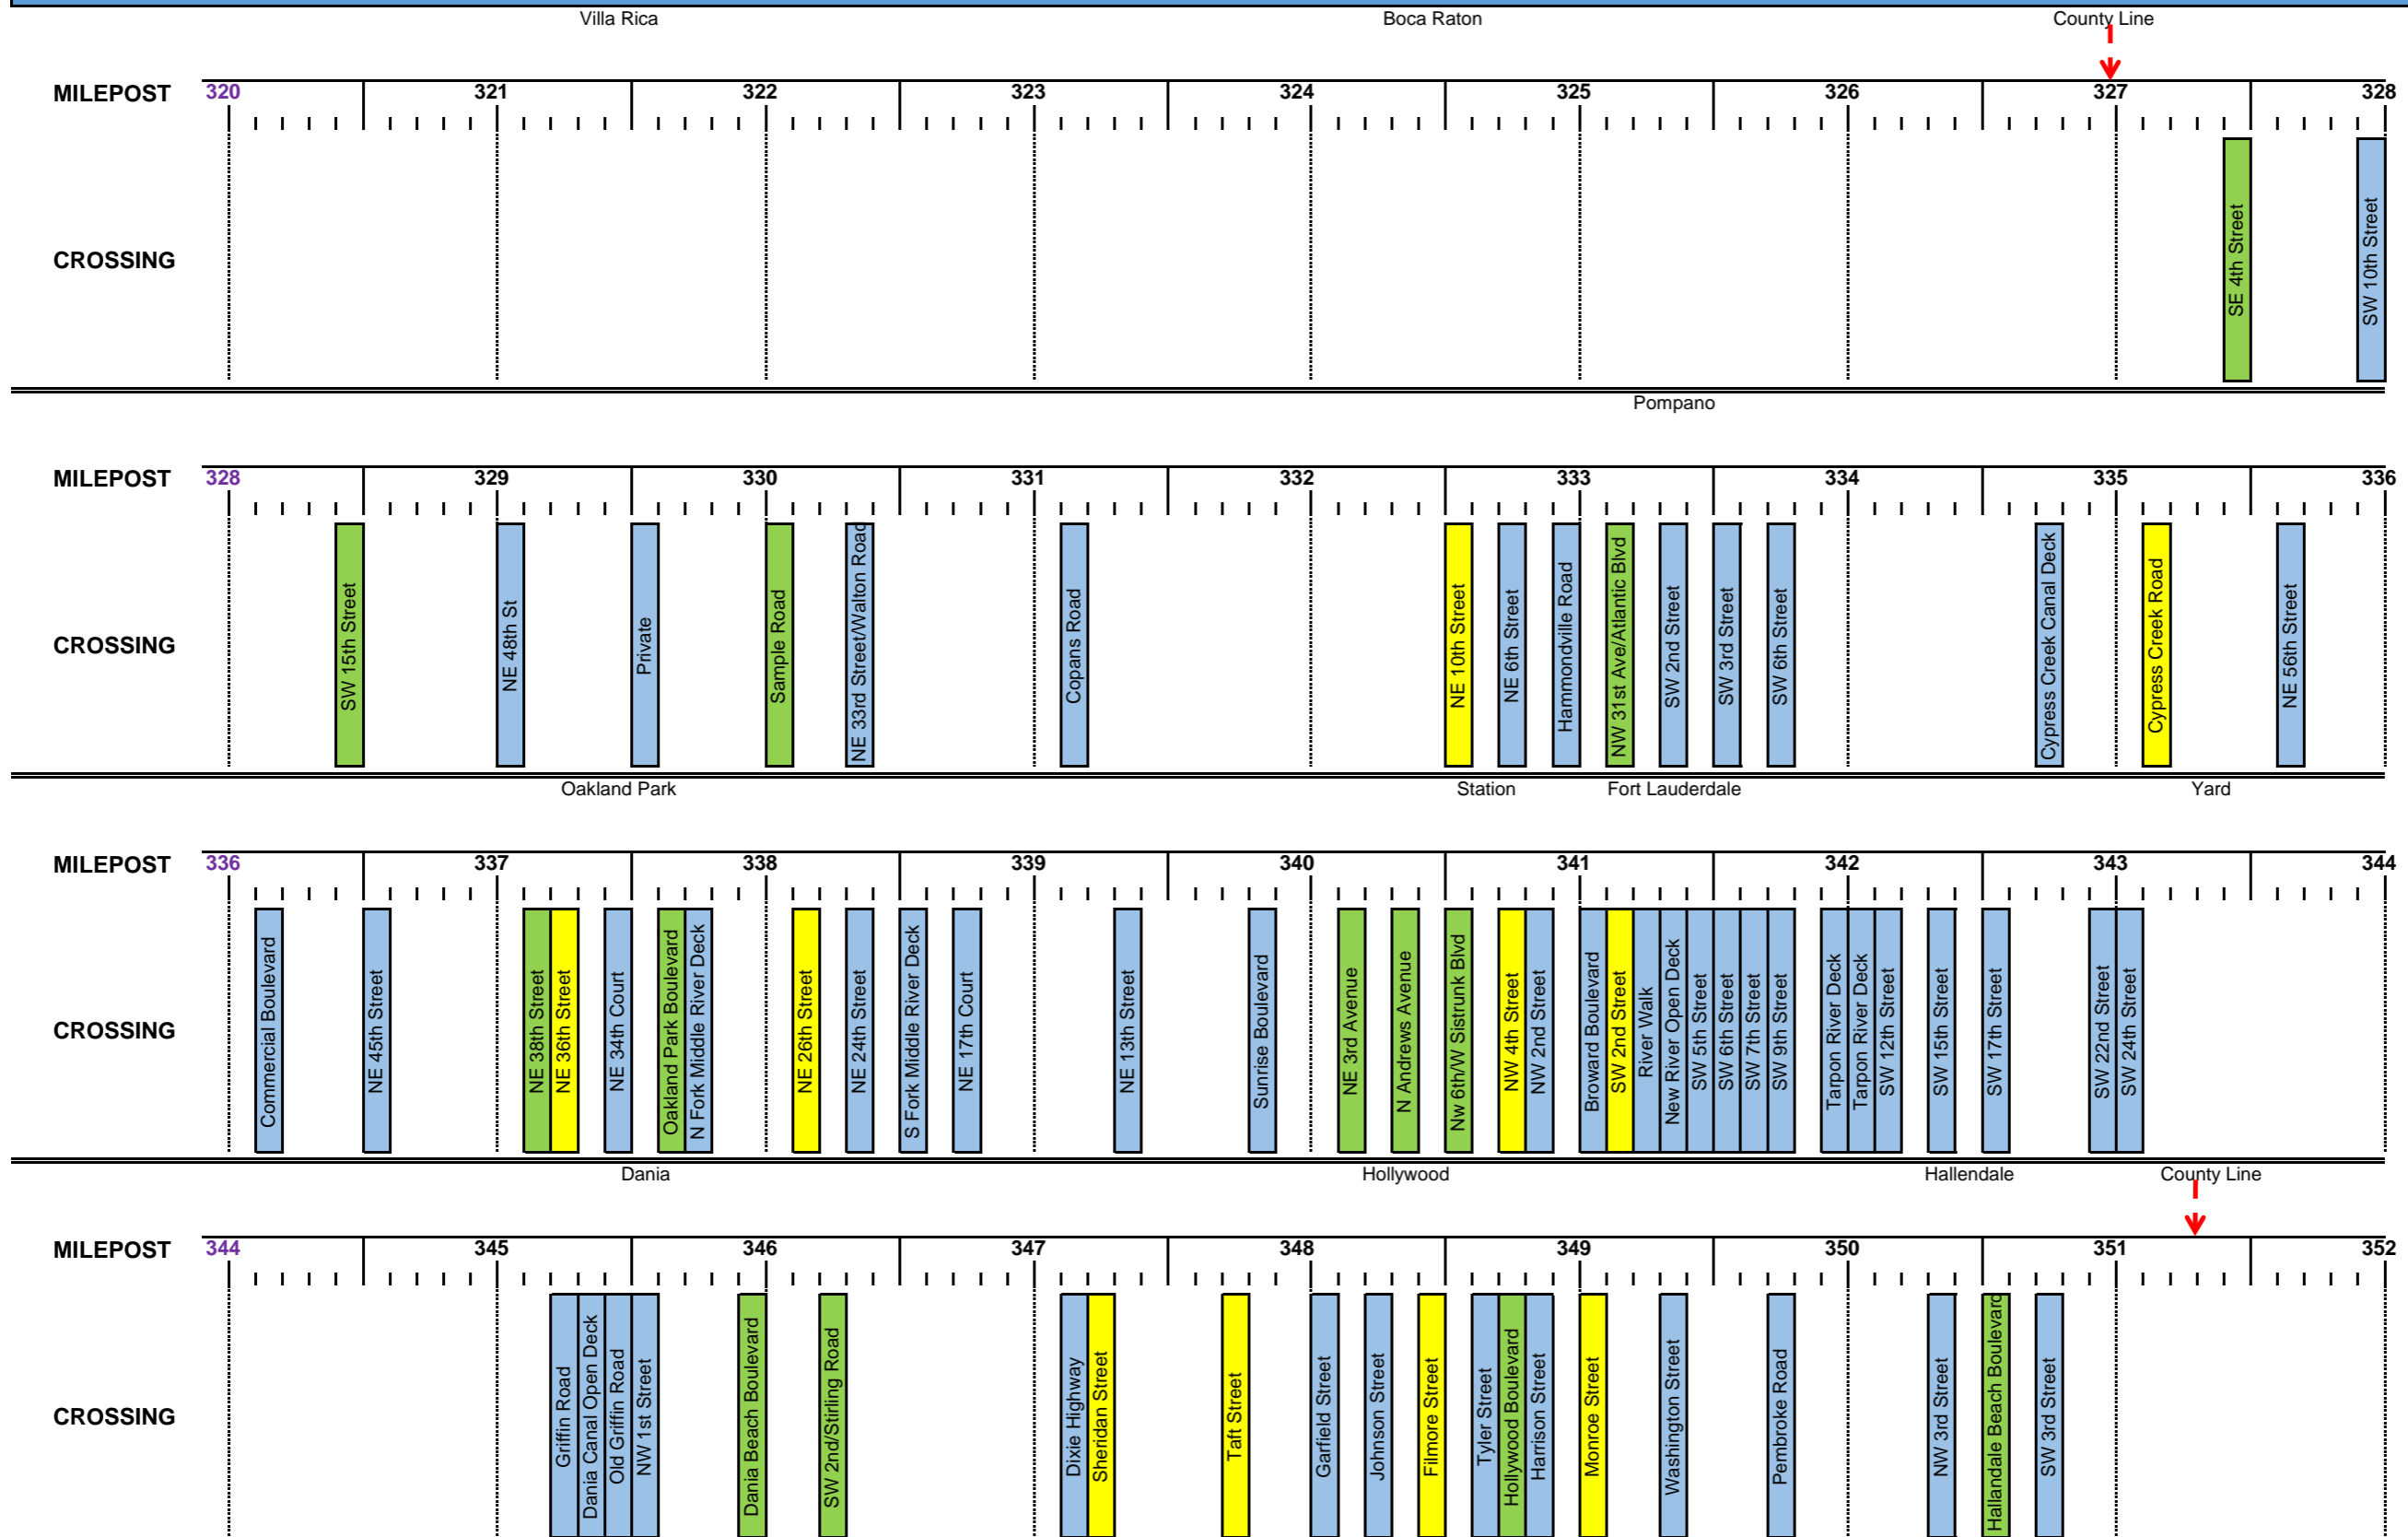 Villa Rica Boca Raton County Line
MILEPOST 320 321 322 323 324 325 326 327 328
CROSSING
SE 4th Street
SW 10th Street
Pompano
MILEPOST 328 329 330 331 332 333 334 335 336
CROSSING
SW 15th Street
NE 48th St
Private
Sample Road
NE 33rd Street/Walton Road
Copans Road
NE 10th Street
NE 6th Street
Hammondville Road
NW 31st Ave/Atlantic Blvd
SW 2nd Street
SW 3rd Street
SW 6th Street
Cypress Creek Canal Deck
Cypress Creek Road
NE 56th Street
Oakland Park Station Fort Lauderdale Yard
MILEPOST 336 337 338 339 340 341 342 343 344
CROSSING
Commercial Boulevard
NE 45th Street
NE 38th Street
NE 36th Street
NE 34th Court
Oakland Park Boulevard
N Fork Middle River Deck
NE 26th Street
NE 24th Street
S Fork Middle River Deck
NE 17th Court
NE 13th Street
Sunrise Boulevard
NE 3rd Avenue
N Andrews Avenue
Nw 6th/W Sistrunk Blvd
NW 4th Street
NW 2nd Street
Broward Boulevard
SW 2nd Street
River Walk
New River Open Deck
SW 5th Street
SW 6th Street
SW 7th Street
SW 9th Street
Tarpon River Deck
Tarpon River Deck
SW 12th Street
SW 15th Street
SW 17th Street
SW 22nd Street
SW 24th Street
Dania Hollywood Hallendale County Line
MILEPOST 344 345 346 347 348 349 350 351 352
CROSSING
Griffin Road
Dania Canal Open Deck
Old Griffin Road
NW 1st Street
Dania Beach Boulevard
SW 2nd/Stirling Road
Dixie Highway
Sheridan Street
Taft Street
Garfield Street
Johnson Street
Filmore Street
Tyler Street
Hollywood Boulevard
Harrison Street
Monroe Street
Washington Street
Pembroke Road
NW 3rd Street
Hallandale Beach Boulevard
SW 3rd Street